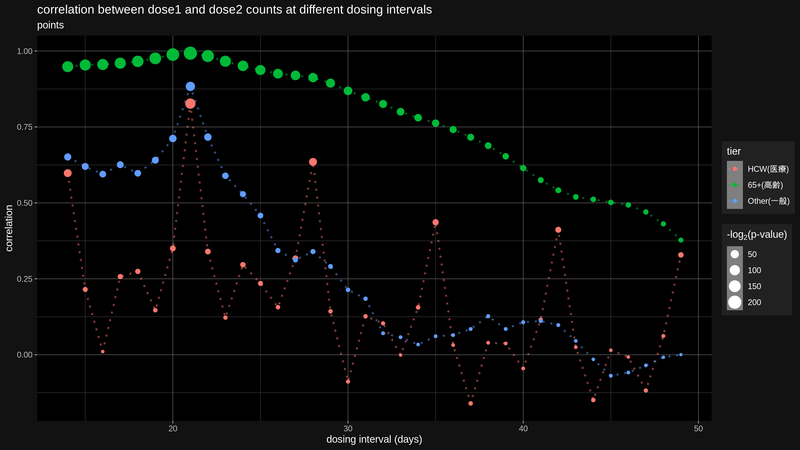 correlation between dose1 and dose2 counts at different dosing intervals
points
1.00
0.75
0.50
0.25
0.00
correlation
20
30
40
50
dosing interval (days)
tier
HCW(医療)
65+(高齢)
Other(一般)
-log2(p-value)
50
100
150
200